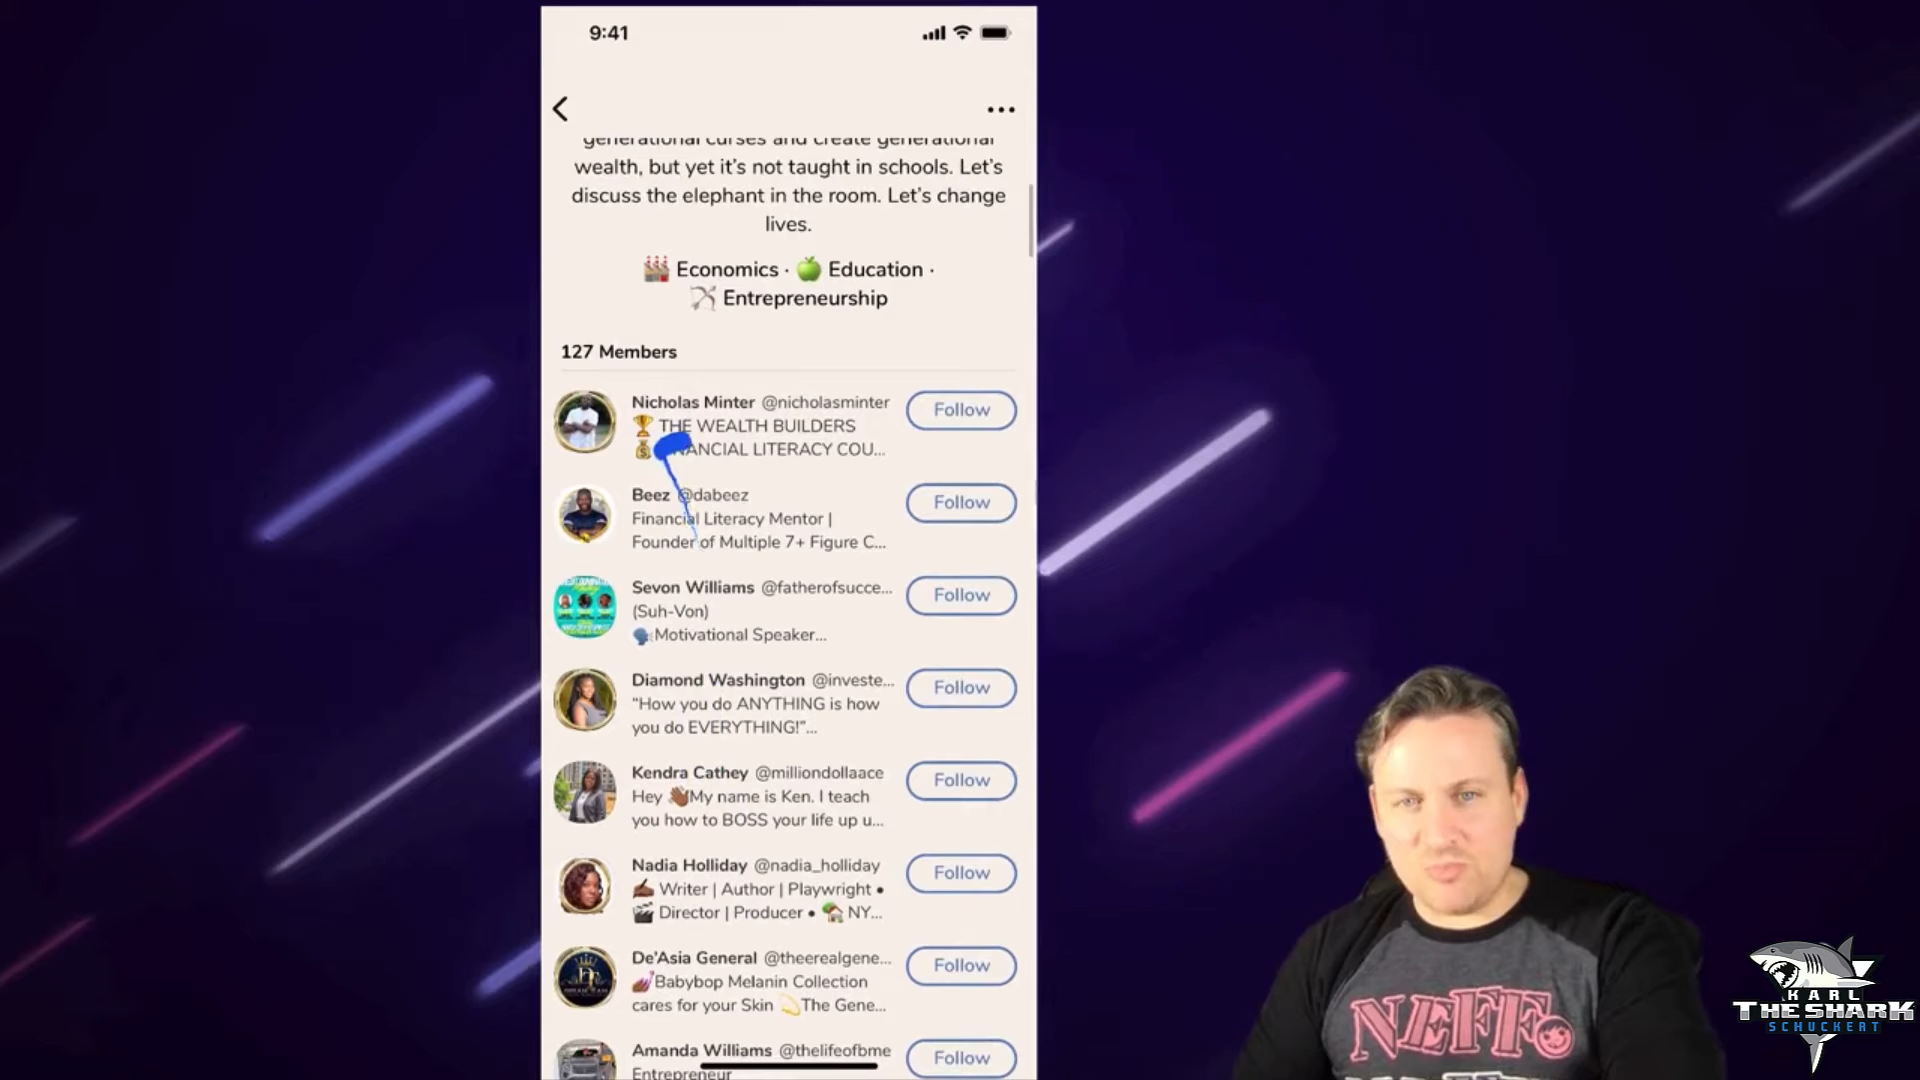 9:41
generational curses and create generational
wealth, but yet it's not taught in schools. Let's
discuss the elephant in the room. Let's change
lives.
Economics · Education ·
Entrepreneurship
127 Members
Nicholas Minter @nicholasminter
THE WEALTH BUILDERS
FINANCIAL LITERACY COU...
Follow
Beez @dabeez
Financial Literacy Mentor |
Founder of Multiple 7+ Figure C...
Follow
Sevon Williams @fatherofsucce...
(Suh-Von)
Motivational Speaker...
Follow
Diamond Washington @investe...
“How you do ANYTHING is how
you do EVERYTHING!”...
Follow
Kendra Cathey @milliondollaace
Hey 👋🏾My name is Ken. I teach
you how to BOSS your life up u...
Follow
Nadia Holliday @nadia_holliday
Writer | Author | Playwright •
Director | Producer • NY...
Follow
De'Asia General @theerealgene...
Babybop Melanin Collection
cares for your Skin 💫The Gene...
Follow
Amanda Williams @thelifeofbme
Entrepreneur
Follow
NEFF
KARL
THE SHARK
SCHUCKERT